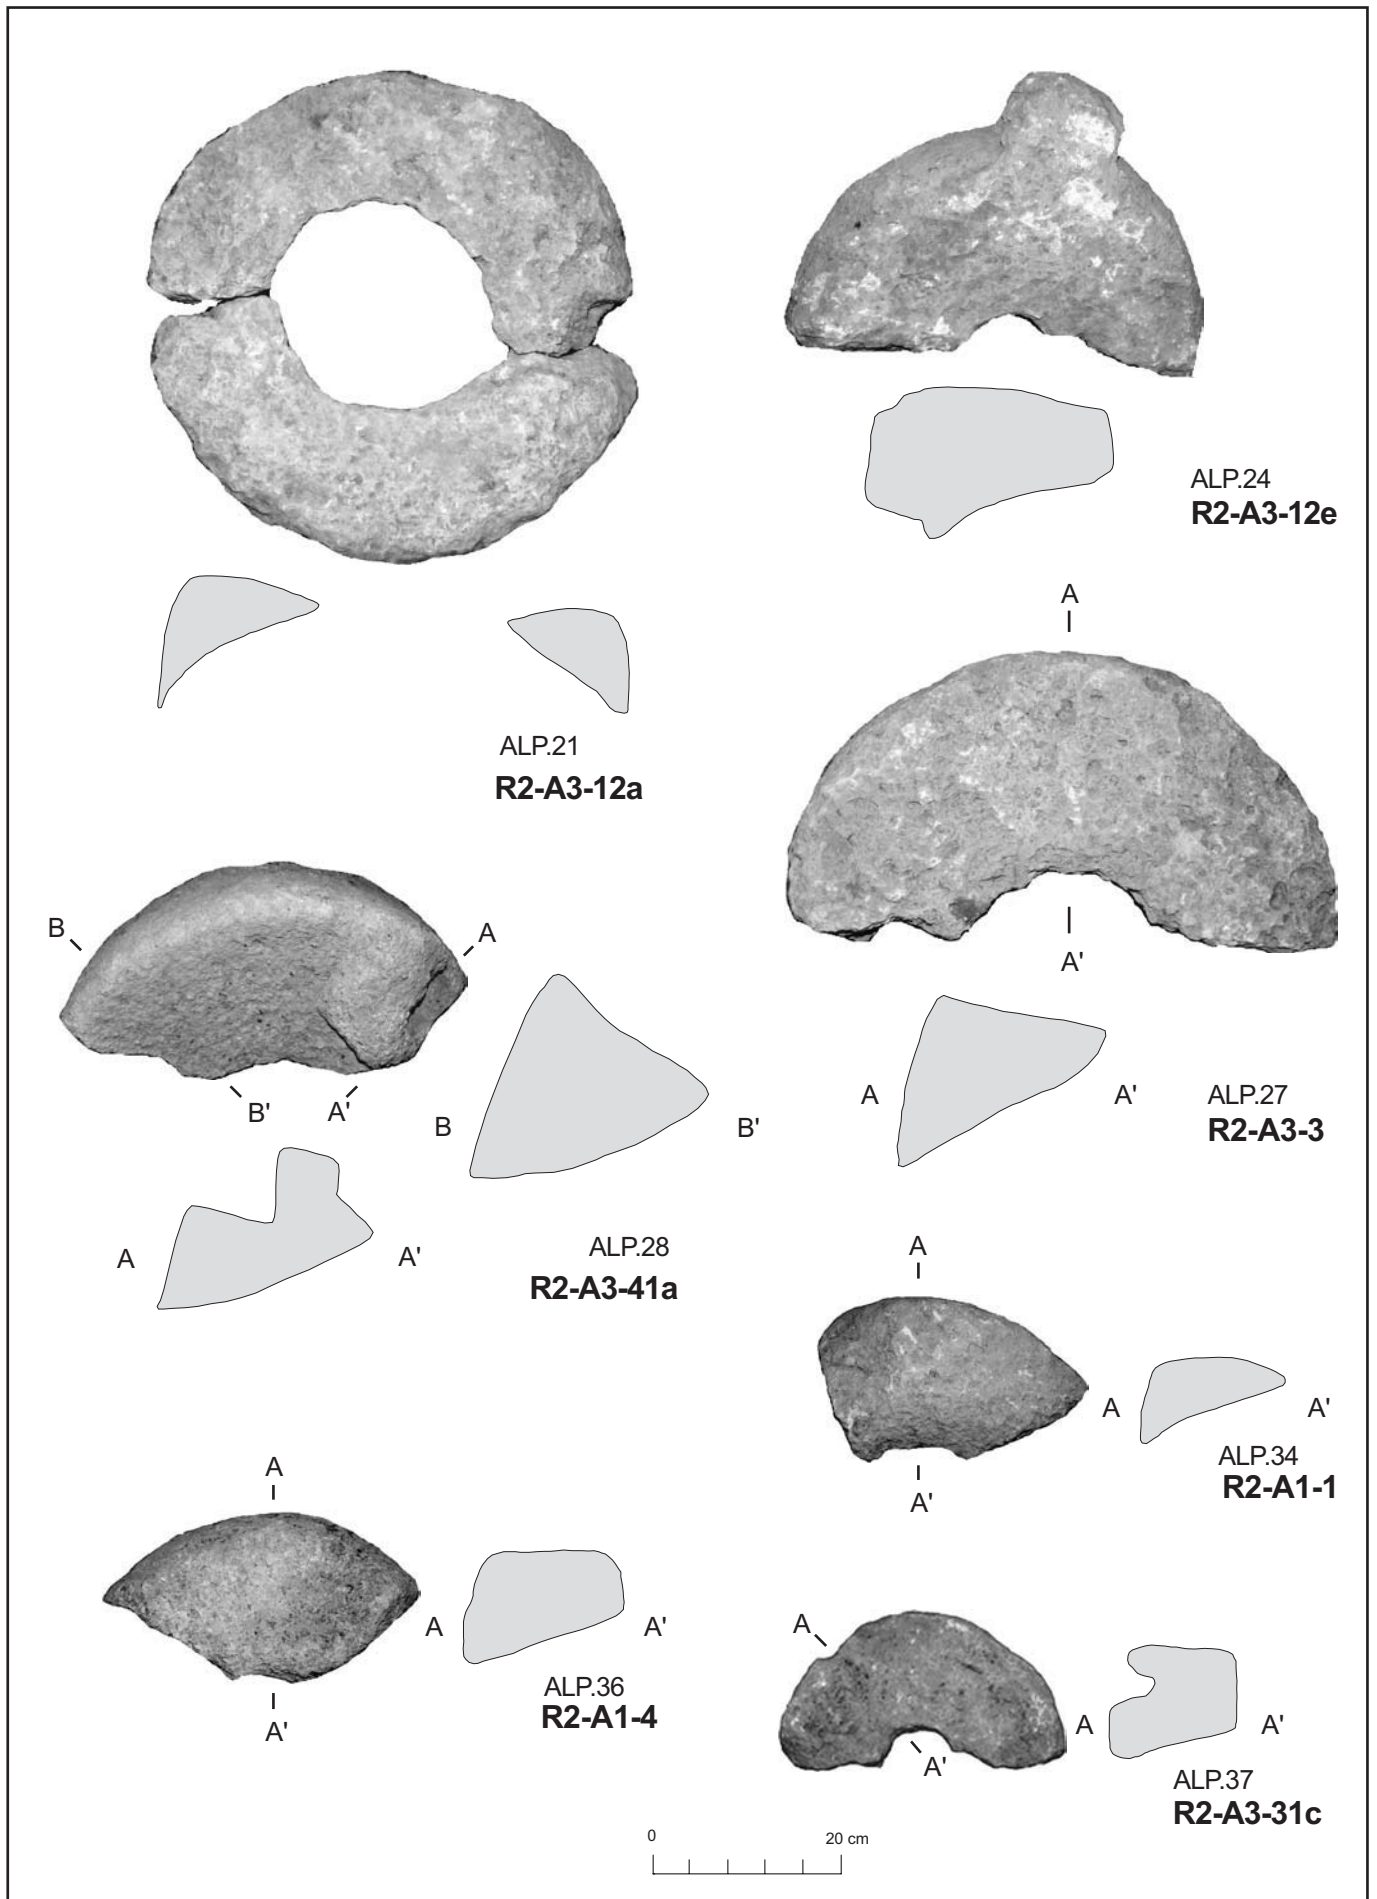 ALP.24
R2-A3-12e
ALP.21
R2-A3-12a
A
A'
A A'
ALP.27
R2-A3-3
B A
B' A'
B B'
A A'
ALP.28
R2-A3-41a
A
A'
A A'
ALP.34
R2-A1-1
A
A'
A A'
ALP.36
R2-A1-4
A
A'
A A'
ALP.37
R2-A3-31c
0 20 cm